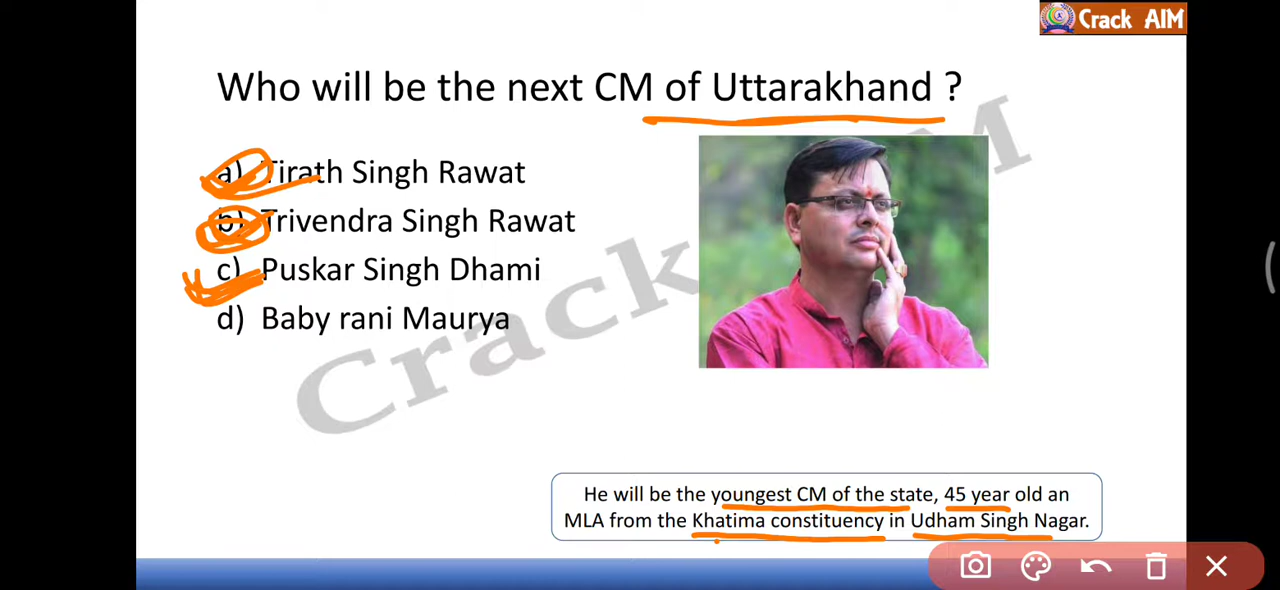 Crack AIM
Who will be the next CM of Uttarakhand ?
a) Tirath Singh Rawat
b) Trivendra Singh Rawat
c) Puskar Singh Dhami
d) Baby rani Maurya
Crack M
He will be the youngest CM of the state, 45 year old an
MLA from the Khatima constituency in Udham Singh Nagar.